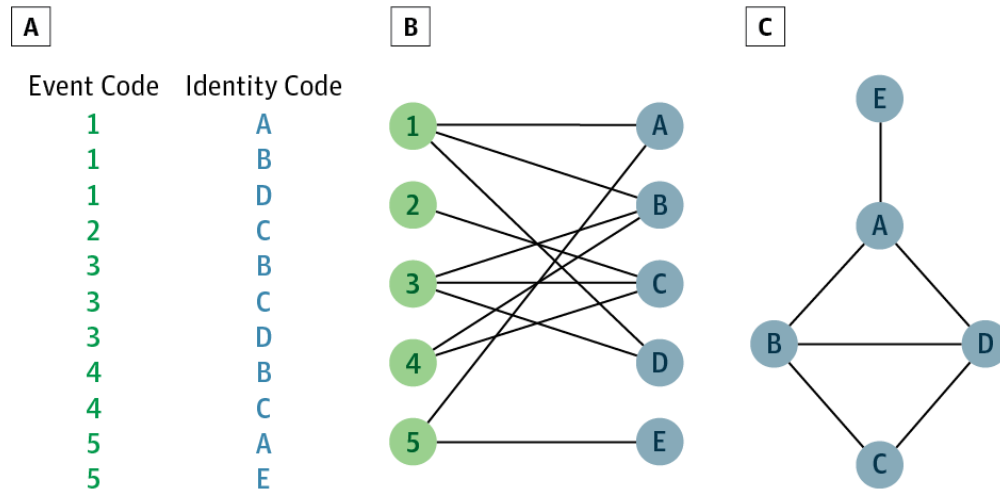 A
Event Code Identity Code
1 A
1 B
1 D
2 C
3 B
3 C
3 D
4 B
4 C
5 A
5 E
B
1 A
2 B
3 C
4 D
5 E
C
E
A
B D
C